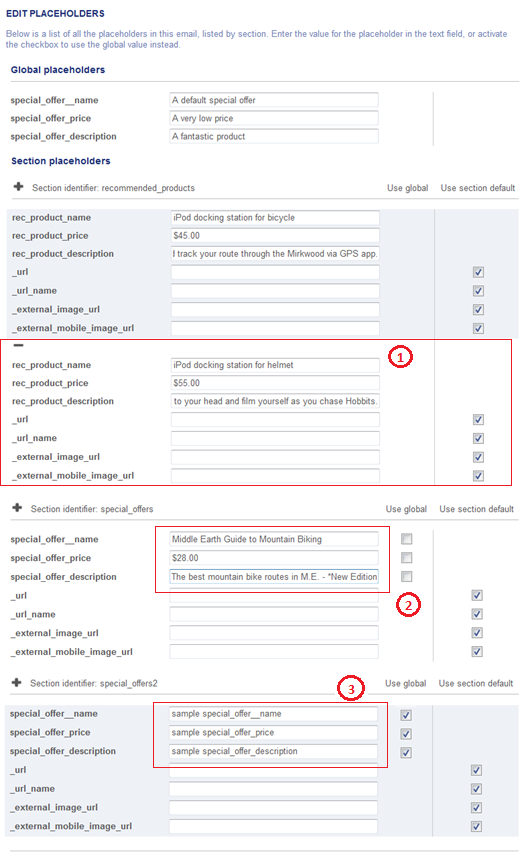 EDIT PLACEHOLDERS
Below is a list of all the placeholders in this email, listed by section. Enter the value for the placeholder in the text field, or activate
the checkbox to use the global value instead.
Global placeholders
special_offer__name A default special offer
special_offer_price A very low price
special_offer_description A fantastic product
Section placeholders
Section identifier: recommended_products Use global Use section default
rec_product_name iPod docking station for bicycle
rec_product_price $45.00
rec_product_description I track your route through the Mirkwood via GPS app.
_url
_url_name
_external_image_url
_external_mobile_image_url
1
rec_product_name iPod docking station for helmet
rec_product_price $55.00
rec_product_description to your head and film yourself as you chase Hobbits.
_url
_url_name
_external_image_url
_external_mobile_image_url
Section identifier: special_offers Use global Use section default
special_offer__name Middle Earth Guide to Mountain Biking
special_offer_price $28.00
special_offer_description The best mountain bike routes in M.E. - *New Edition
_url
2
_url_name
_external_image_url
_external_mobile_image_url
Section identifier: special_offers2 3 Use global Use section default
special_offer__name sample special_offer__name
special_offer_price sample special_offer_price
special_offer_description sample special_offer_description
_url
_url_name
_external_image_url
_external_mobile_image_url